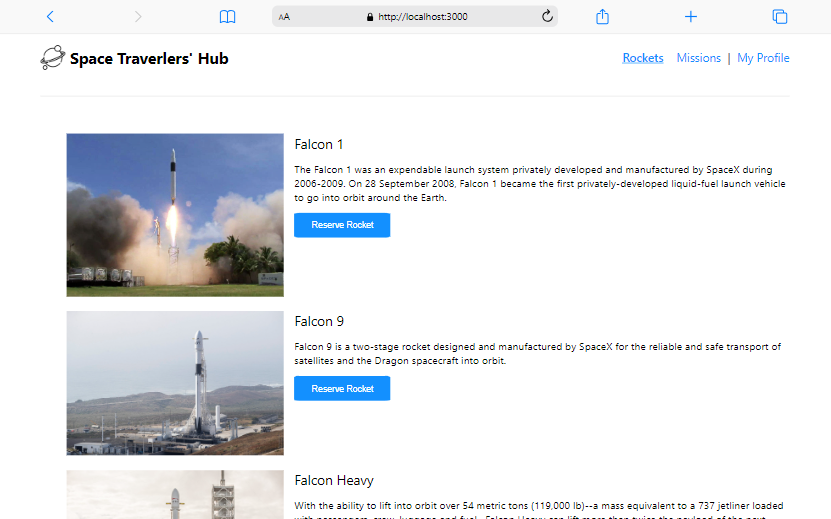 AA http://localhost:3000
Space Traverlers' Hub
Rockets Missions | My Profile
Falcon 1
The Falcon 1 was an expendable launch system privately developed and manufactured by SpaceX during
2006-2009. On 28 September 2008, Falcon 1 became the first privately-developed liquid-fuel launch vehicle
to go into orbit around the Earth.
Reserve Rocket
Falcon 9
Falcon 9 is a two-stage rocket designed and manufactured by SpaceX for the reliable and safe transport of
satellites and the Dragon spacecraft into orbit.
Reserve Rocket
Falcon Heavy
With the ability to lift into orbit over 54 metric tons (119,000 lb)--a mass equivalent to a 737 jetliner loaded